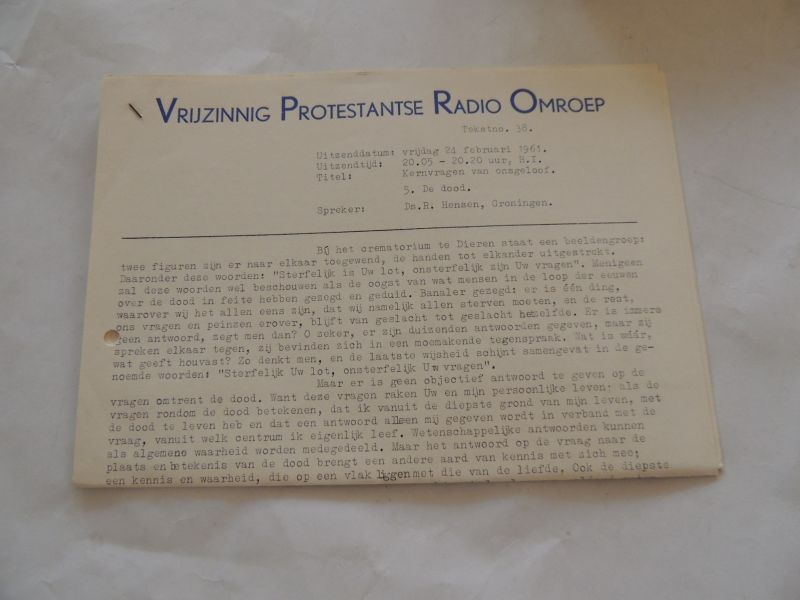 VRIJZINNIG PROTESTANTSE RADIO OMROEP
Tekstno. 38.
Uitzenddatum: vrijdag 24 februari 1961.
Uitzendtijd: 20.05 - 20.20 uur, H.I.
Titel: Kernvragen van onsgeloof.
5. De dood.
Spreker: Ds.R. Hensen, Groningen.
Bij het crematorium te Dieren staat een beeldengroep:
twee figuren zijn er naar elkaar toegewend, de handen tot elkander uitgestrekt.
Daaronder deze woorden: "Sterfelijk is Uw lot, onsterfelijk zijn Uw vragen". Menigeen
zal deze woorden wel beschouwen als de oogst van wat mensen in de loop der eeuwen
over de dood in feite hebben gezegd en geduid. Banaler gezegd: er is één ding,
waarover wij het allen eens zijn, dat wij namelijk allen sterven moeten, en de rest,
ons vragen en peinzen erover, blijft van geslacht tot geslacht hetzelfde. Er is immers
geen antwoord, zegt men dan? O zeker, er zijn duizenden antwoorden gegeven, maar zij
spreken elkaar tegen, zij bevinden zich in een moemakende tegenspraak. Wat is wáár,
wat geeft houvast? Zo denkt men, en de laatste wijsheid schijnt samengevat in de ge-
noemde woorden: "Sterfelijk Uw lot, onsterfelijk Uw vragen".
Maar er is geen objectief antwoord te geven op de
vragen omtrent de dood. Want deze vragen raken Uw en mijn persoonlijke leven: als de
vragen rondom de dood betekenen, dat ik vanuit de diepste grond van mijn leven, met
de dood te leven heb en dat een antwoord alleen mij gegeven wordt in verband met de
vraag, vanuit welk centrum ik eigenlijk leef. Wetenschappelijke antwoorden kunnen
als algemene waarheid worden medegedeeld. Maar het antwoord op de vraag naar de
plaats en betekenis van de dood brengt een andere aard van kennis met zich mee;
een kennis en waarheid, die op een vlak liggen met die van de liefde. Ook de diepste